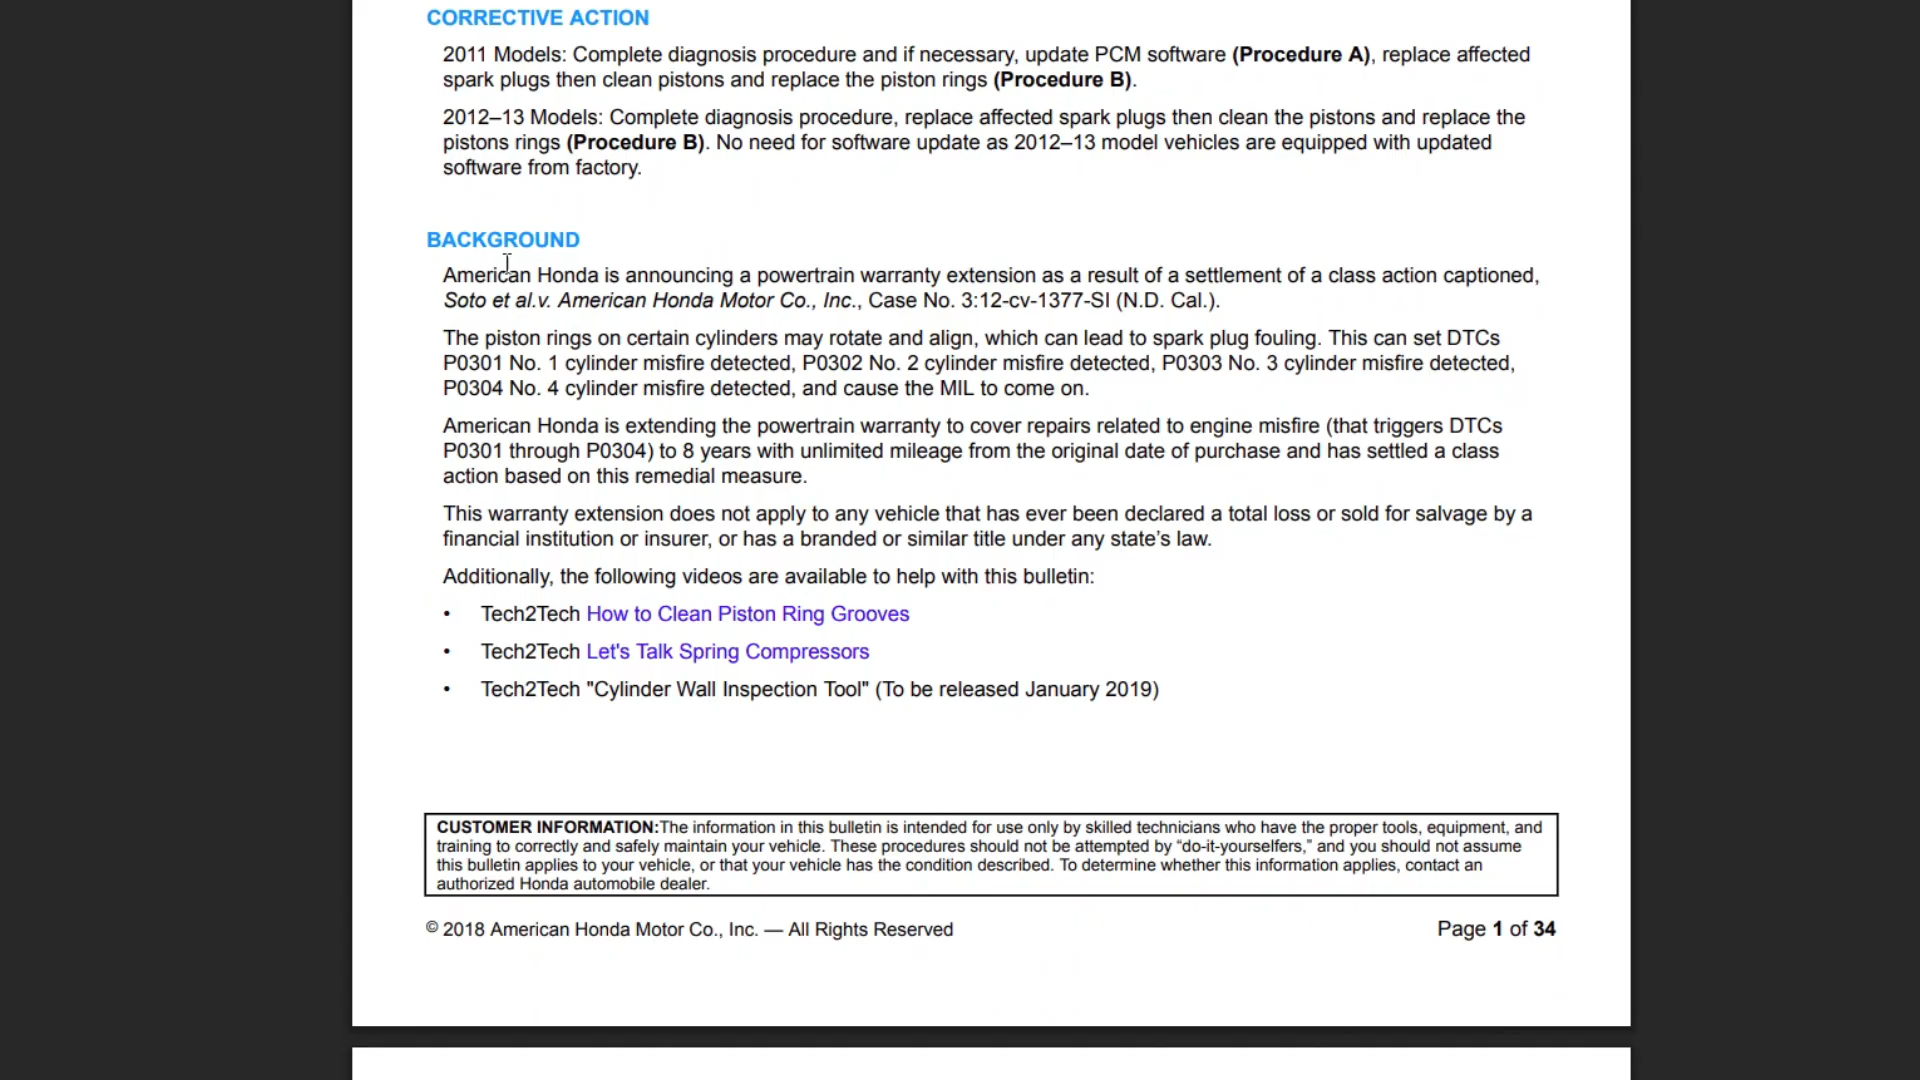 CORRECTIVE ACTION
2011 Models: Complete diagnosis procedure and if necessary, update PCM software (Procedure A), replace affected
spark plugs then clean pistons and replace the piston rings (Procedure B).
2012–13 Models: Complete diagnosis procedure, replace affected spark plugs then clean the pistons and replace the
pistons rings (Procedure B). No need for software update as 2012–13 model vehicles are equipped with updated
software from factory.
BACKGROUND
American Honda is announcing a powertrain warranty extension as a result of a settlement of a class action captioned,
Soto et al.v. American Honda Motor Co., Inc., Case No. 3:12-cv-1377-SI (N.D. Cal.).
The piston rings on certain cylinders may rotate and align, which can lead to spark plug fouling. This can set DTCs
P0301 No. 1 cylinder misfire detected, P0302 No. 2 cylinder misfire detected, P0303 No. 3 cylinder misfire detected,
P0304 No. 4 cylinder misfire detected, and cause the MIL to come on.
American Honda is extending the powertrain warranty to cover repairs related to engine misfire (that triggers DTCs
P0301 through P0304) to 8 years with unlimited mileage from the original date of purchase and has settled a class
action based on this remedial measure.
This warranty extension does not apply to any vehicle that has ever been declared a total loss or sold for salvage by a
financial institution or insurer, or has a branded or similar title under any state’s law.
Additionally, the following videos are available to help with this bulletin:
• Tech2Tech How to Clean Piston Ring Grooves
• Tech2Tech Let's Talk Spring Compressors
• Tech2Tech "Cylinder Wall Inspection Tool" (To be released January 2019)
CUSTOMER INFORMATION:The information in this bulletin is intended for use only by skilled technicians who have the proper tools, equipment, and
training to correctly and safely maintain your vehicle. These procedures should not be attempted by “do-it-yourselfers,” and you should not assume
this bulletin applies to your vehicle, or that your vehicle has the condition described. To determine whether this information applies, contact an
authorized Honda automobile dealer.
© 2018 American Honda Motor Co., Inc. — All Rights Reserved
Page 1 of 34